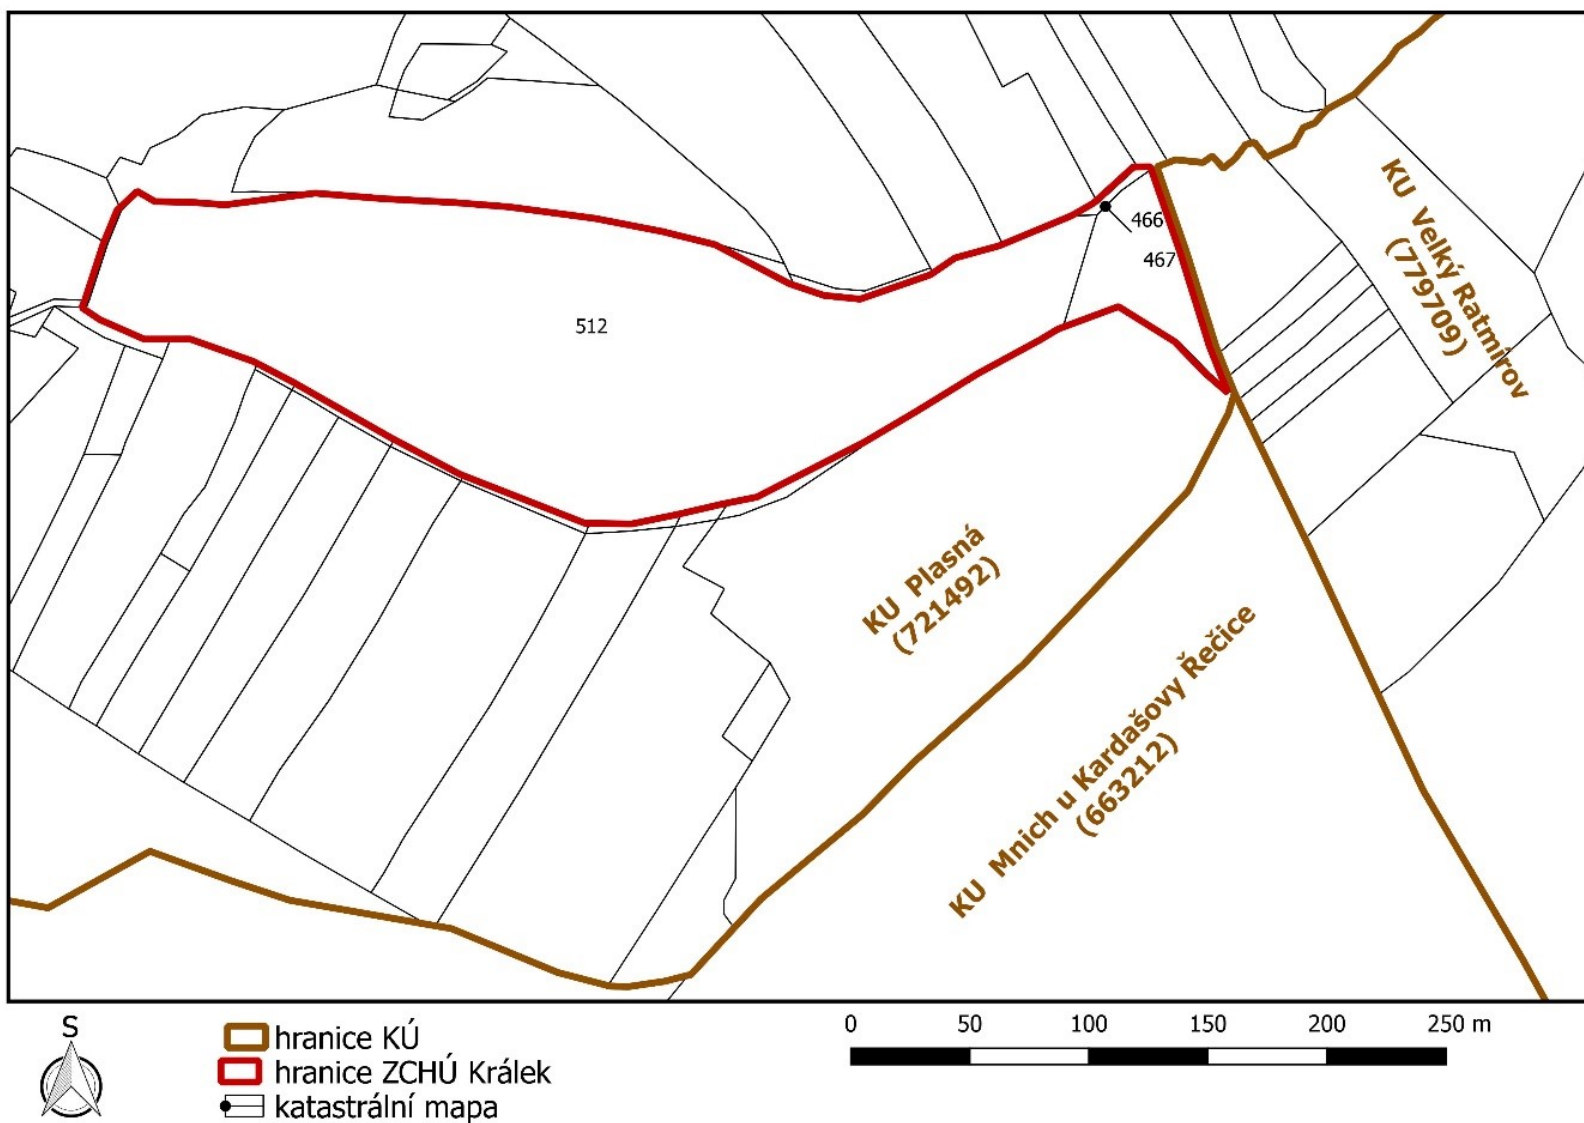 466
467
512
KU Velký Ratmírov
(779709)
KU Plasná
(721492)
KU Mnich u Kardašovy Řečice
(663212)
S
hranice KÚ
hranice ZCHÚ Králek
katastrální mapa
0 50 100 150 200 250 m